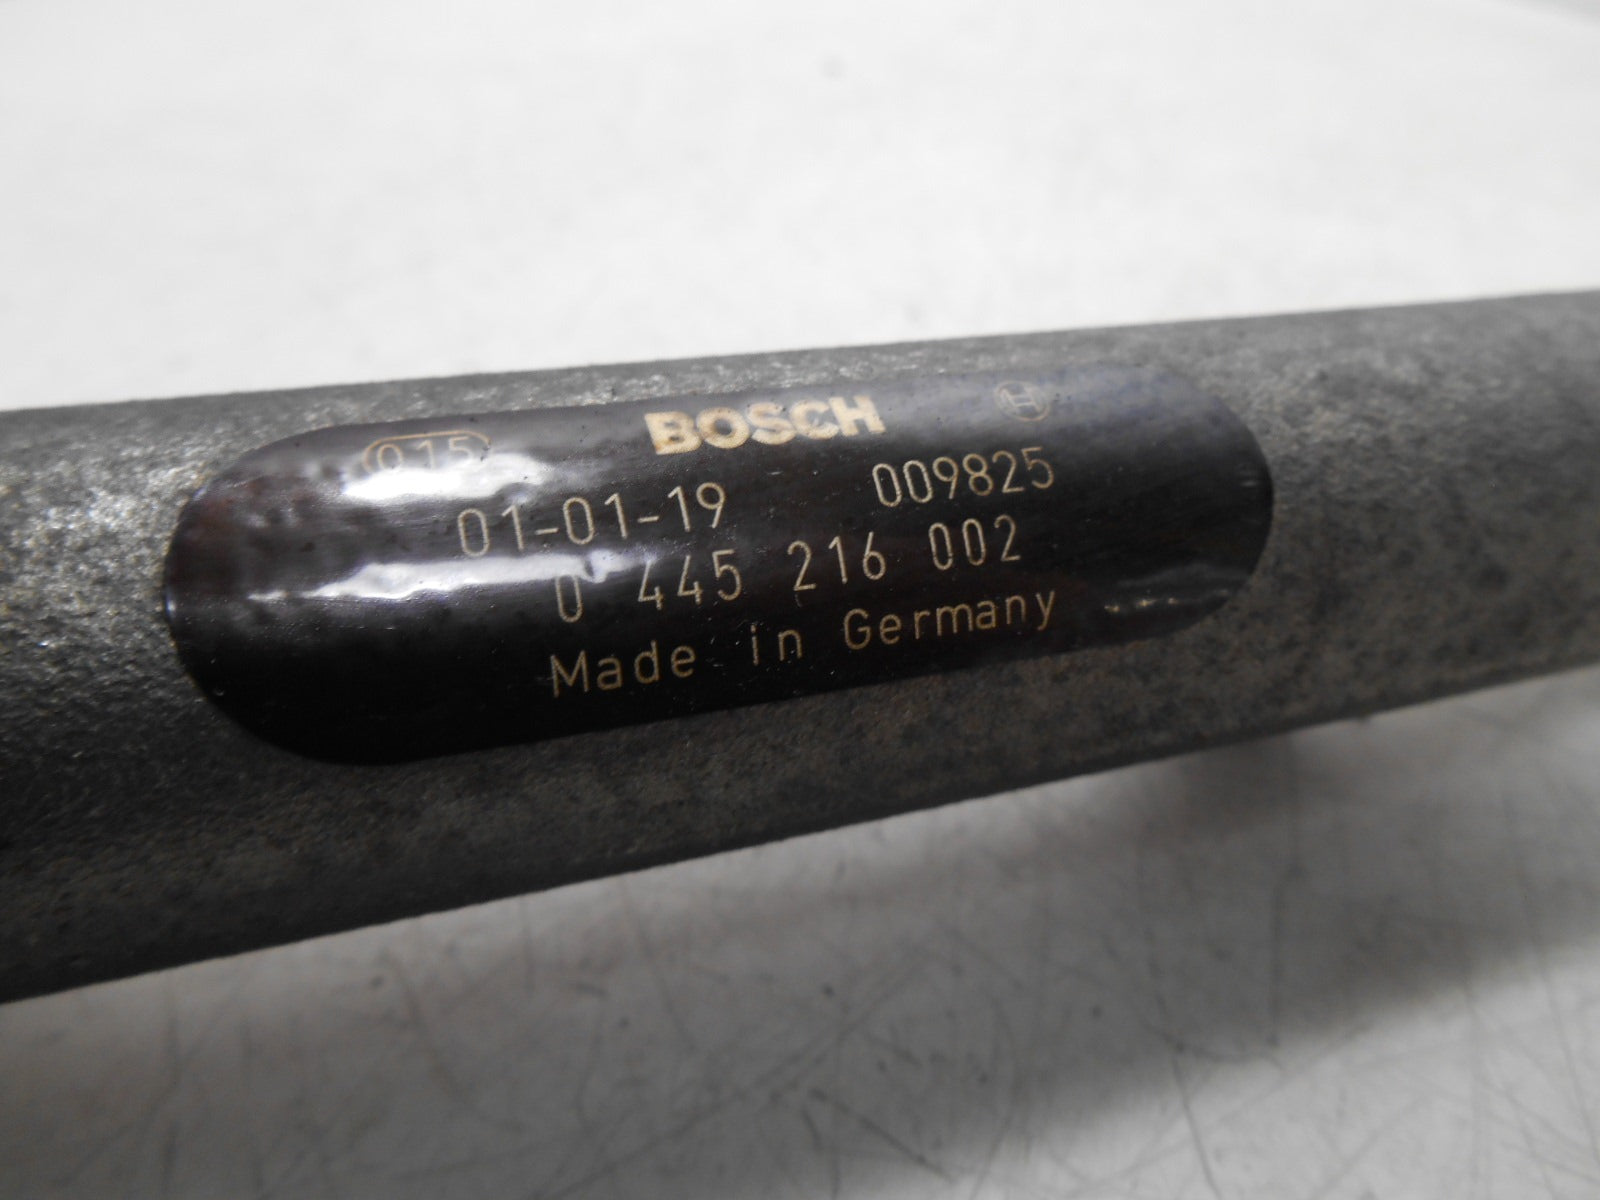 015 BOSCH
01-01-19 009825
0 445 216 002
Made in Germany